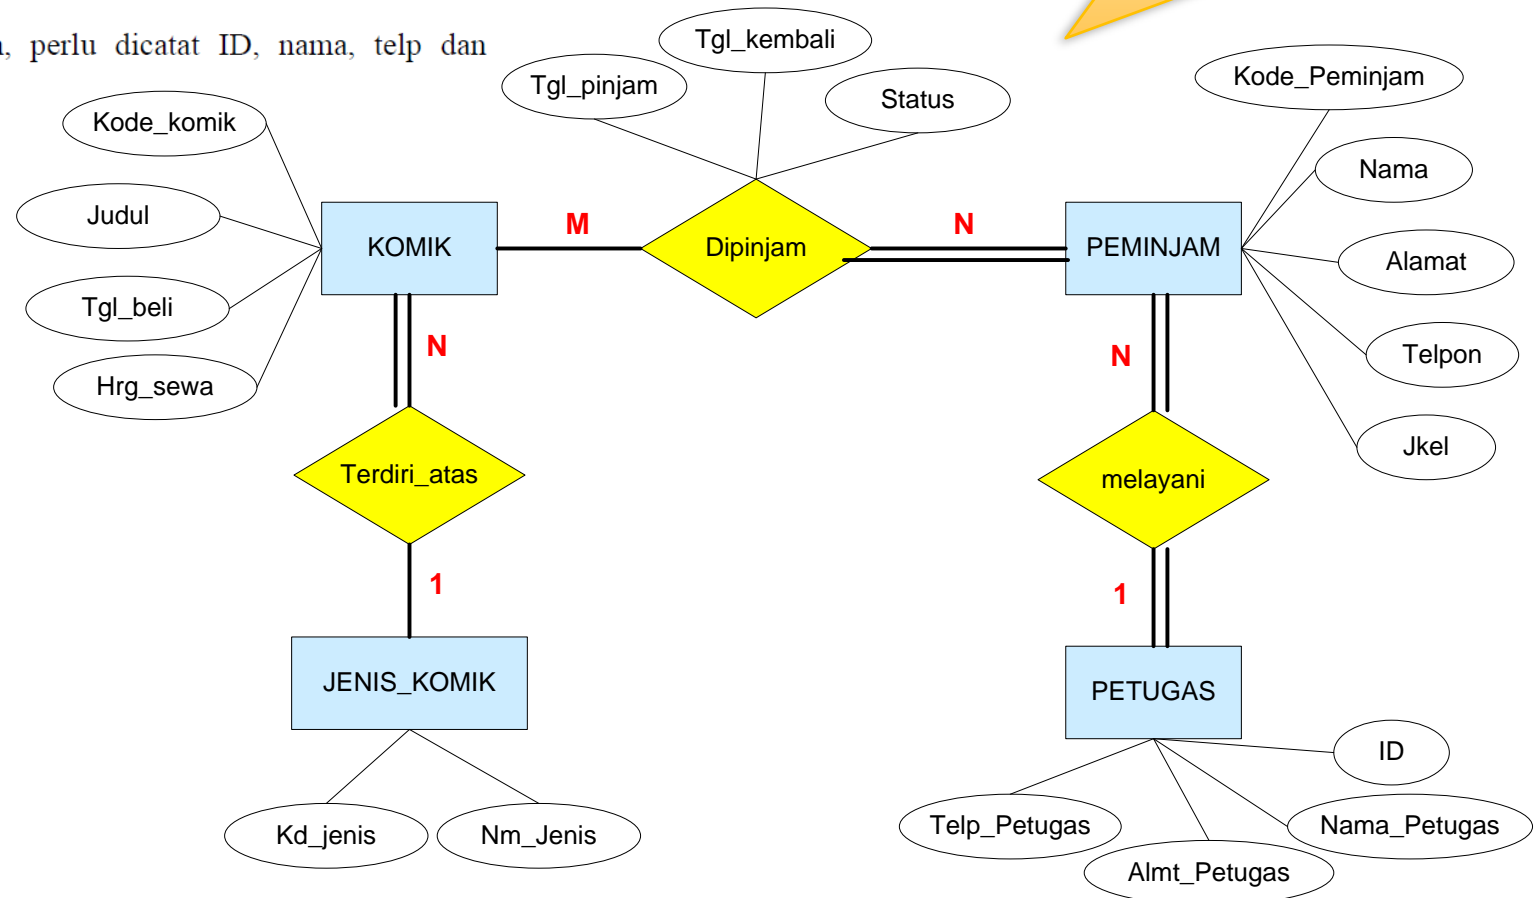 , perlu dicatat ID, nama, telp dan
Tgl_kembali
Tgl_pinjam
Status
Kode_Peminjam
Kode_komik
Nama
Judul
KOMIK
M
Dipinjam
N
PEMINJAM
Alamat
Tgl_beli
N
N
Telpon
Hrg_sewa
Jkel
Terdiri_atas
melayani
1
1
JENIS_KOMIK
PETUGAS
ID
Kd_jenis
Nm_Jenis
Telp_Petugas
Nama_Petugas
Almt_Petugas